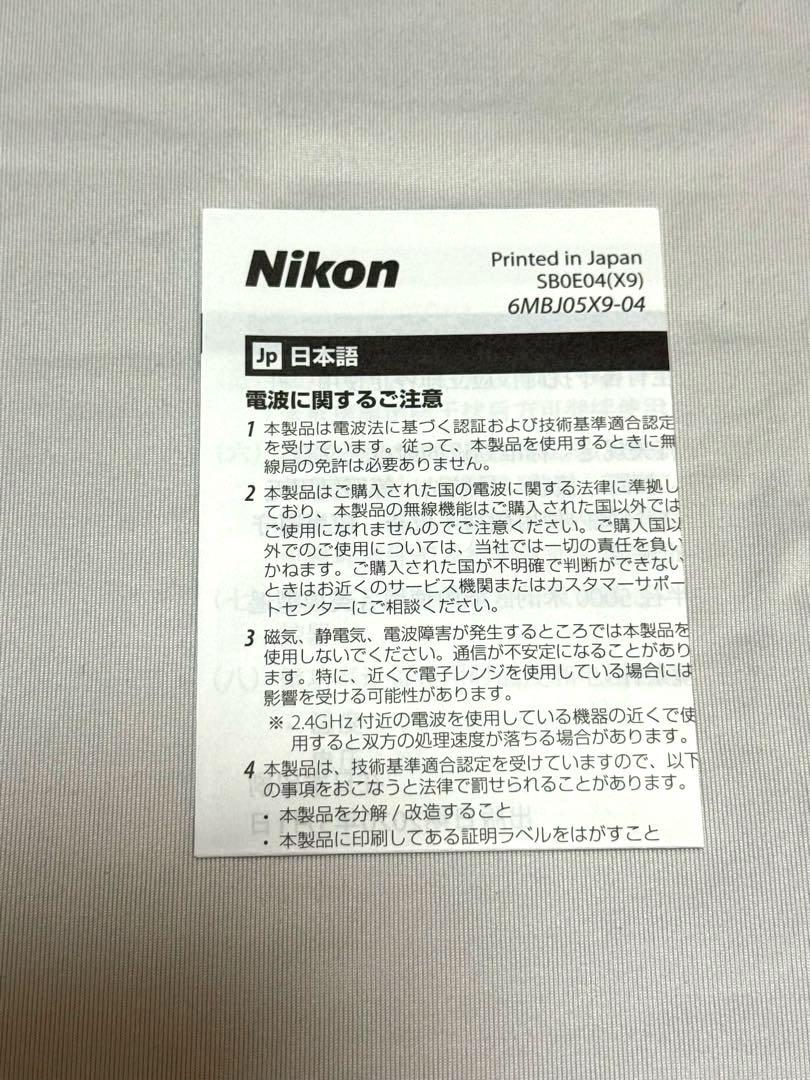 Nikon
Printed in Japan
SB0E04(X9)
6MBJ05X9-04
Jp 日本語
電波に関するご注意
1 本製品は電波法に基づく認証および技術基準適合認定
を受けています。従って、本製品を使用するときに無
線局の免許は必要ありません。
2 本製品はご購入された国の電波に関する法律に準拠し
ており、本製品の無線機能はご購入された国以外では
ご使用になれませんのでご注意ください。ご購入国以
外でのご使用については、当社では一切の責任を負い
かねます。ご購入された国が不明確で判断ができない
ときはお近くのサービス機関またはカスタマーサポー
トセンターにご相談ください。
3 磁気、静電気、電波障害が発生するところでは本製品を
使用しないでください。通信が不安定になることがあり
ます。特に、近くで電子レンジを使用している場合には
影響を受ける可能性があります。
※ 2.4GHz 付近の電波を使用している機器の近くで使
用すると双方の処理速度が落ちる場合があります。
4 本製品は、技術基準適合認定を受けていますので、以下
の事項をおこなうと法律で罰せられることがあります。
・ 本製品を分解 / 改造すること
・ 本製品に印刷してある証明ラベルをはがすこと